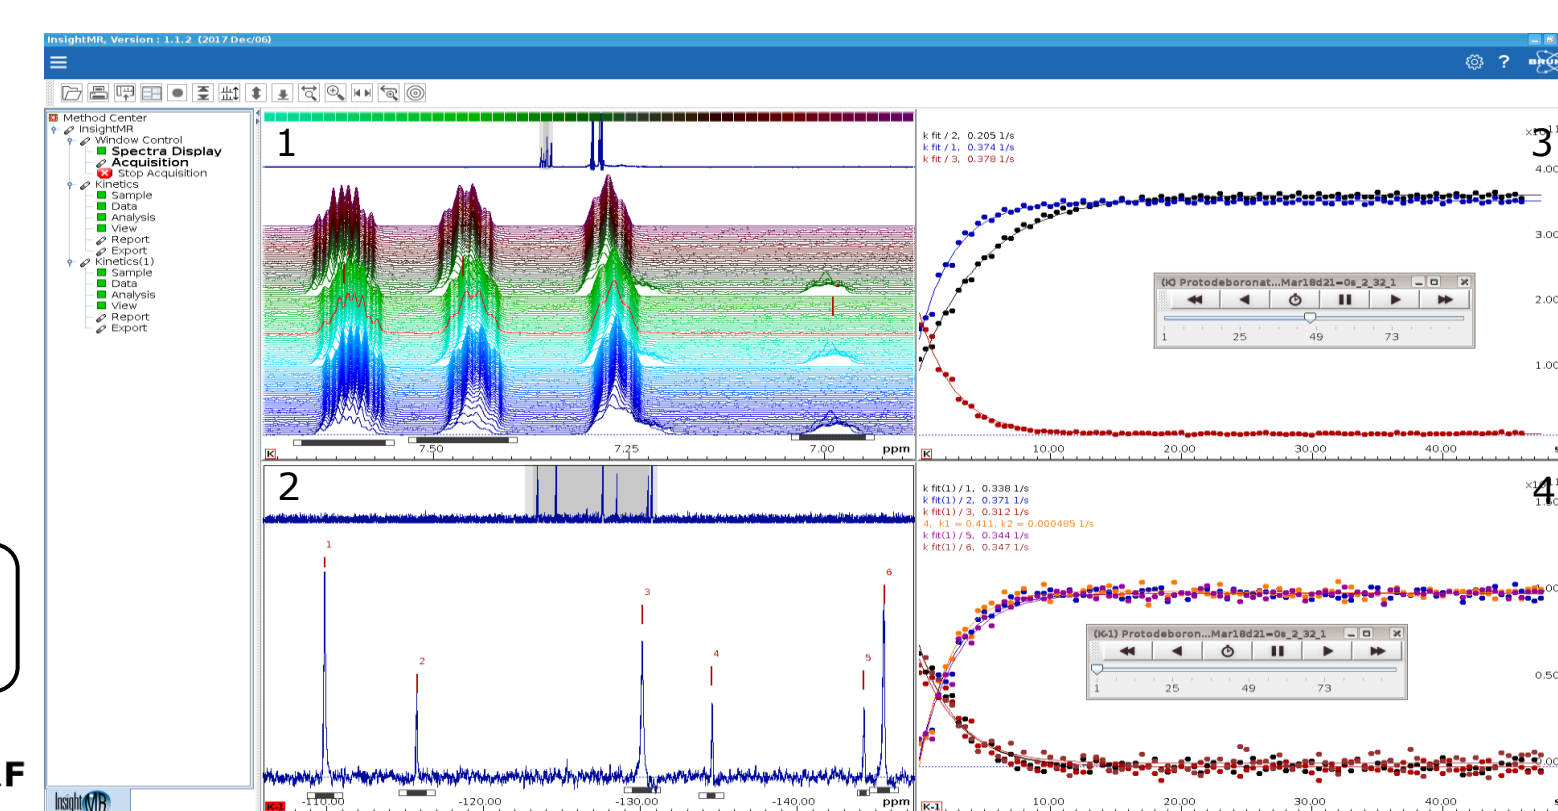 InsightMR, Version : 1.1.2 (2017 Dec/06)
?
Method Center
InsightMR
Window Control
Spectra Display
Acquisition
Stop Acquisition
Kinetics
Sample
Data
Analysis
View
Report
Export
Kinetics(1)
Sample
Data
Analysis
View
Report
Export
InsightMR
1
7.50 7.25 7.00 ppm
K
2
1
2
3
4
5
6
-110.00 -120.00 -130.00 -140.00 ppm
K-1
3
k fit / 2, 0.205 1/s
k fit / 1, 0.374 1/s
k fit / 3, 0.378 1/s
4.00
3.00
2.00
1.00
(K) Protodeboronat...Mar18d21=0s_2_32_1
1 25 49 73
K
10.00 20.00 30.00 40.00
4
k fit(1) / 1, 0.338 1/s
k fit(1) / 2, 0.371 1/s
k fit(1) / 3, 0.312 1/s
4, k1 = 0.411, k2 = 0.000485 1/s
k fit(1) / 5, 0.344 1/s
k fit(1) / 6, 0.347 1/s
(K-1) Protodeboron...Mar18d21=0s_2_32_1
1 25 49 73
K-1
10.00 20.00 30.00 40.00